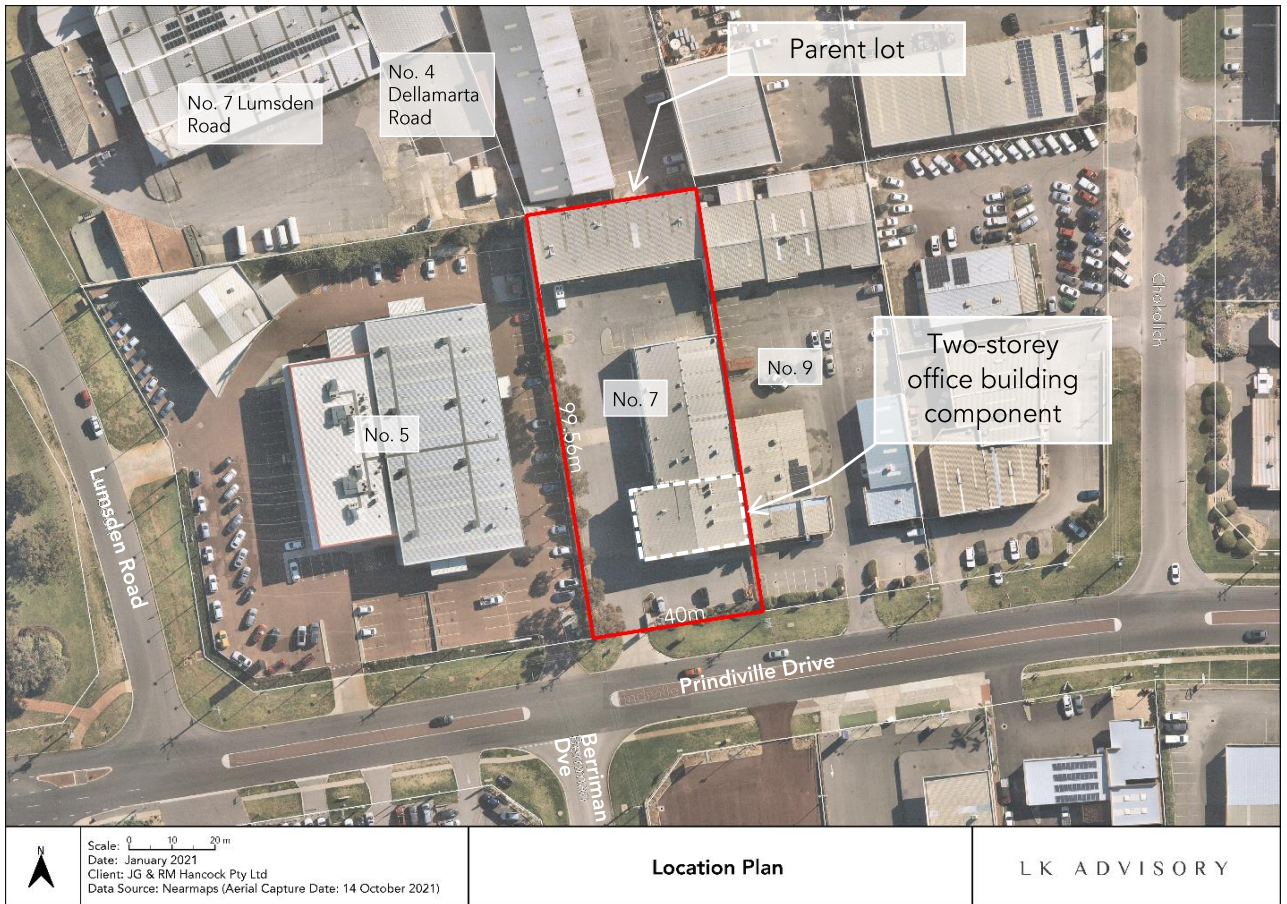 Parent lot
No. 4
Dellamarta
Road
No. 7 Lumsden
Road
Chokolich
Two-storey
office building
component
No. 9
No. 7
No. 5
99.56m
Lumsden Road
40m
Prindiville Drive
Berriman
Dve
N
Scale: 0 10 20 m
Date: January 2021
Client: JG & RM Hancock Pty Ltd
Data Source: Nearmaps (Aerial Capture Date: 14 October 2021)
Location Plan
LK ADVISORY